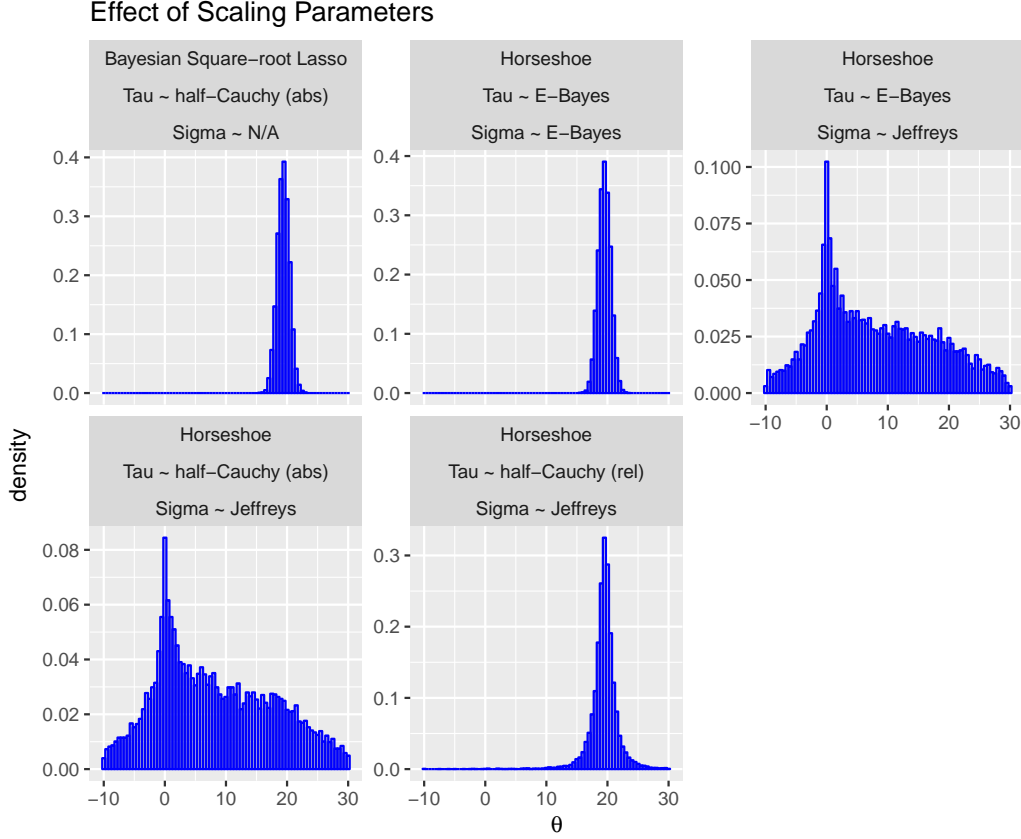 Effect of Scaling Parameters
Bayesian Square−root Lasso
Tau ~ half−Cauchy (abs)
Sigma ~ N/A
Horseshoe
Tau ~ E−Bayes
Sigma ~ E−Bayes
Horseshoe
Tau ~ E−Bayes
Sigma ~ Jeffreys
0.4
0.3
0.2
0.1
0.0
0.4
0.3
0.2
0.1
0.0
0.100
0.075
0.050
0.025
0.000
−10 0 10 20 30
density
Horseshoe
Tau ~ half−Cauchy (abs)
Sigma ~ Jeffreys
Horseshoe
Tau ~ half−Cauchy (rel)
Sigma ~ Jeffreys
0.08
0.06
0.04
0.02
0.00
0.3
0.2
0.1
0.0
−10 0 10 20 30
−10 0 10 20 30
θ